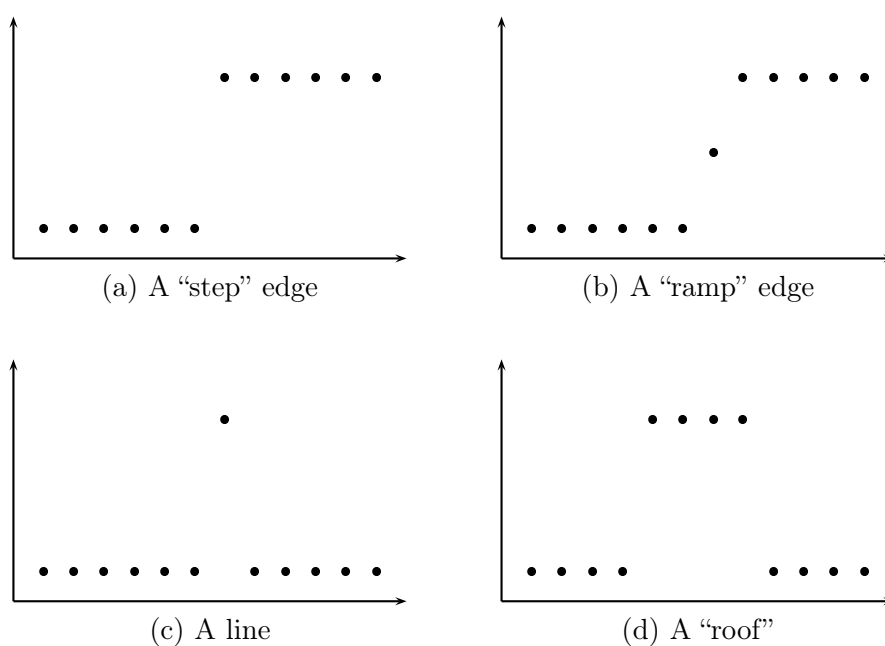 (a) A “step” edge
(b) A “ramp” edge
(c) A line
(d) A “roof”